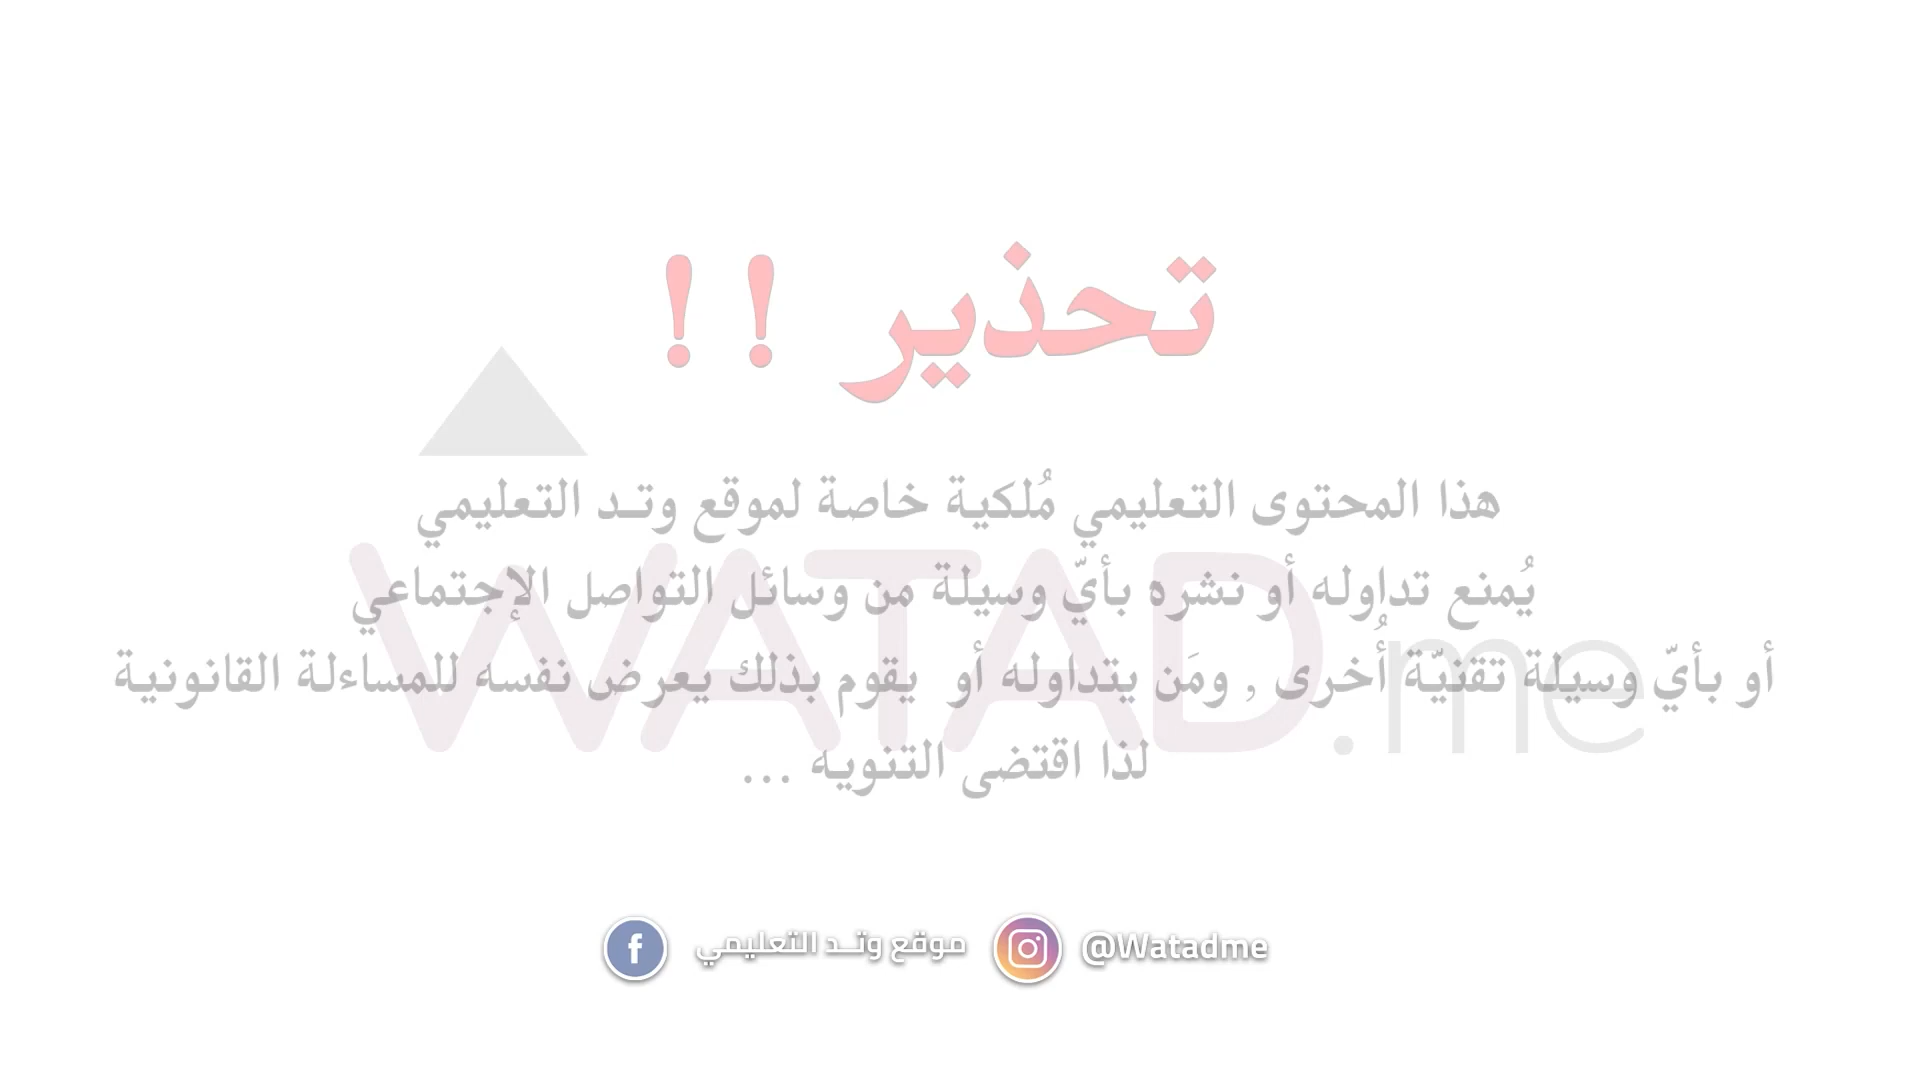 تحذير ! !
هذا المحتوى التعليمي مُلكية خاصة لموقع وتــد التعليمي
يُمنع تداوله أو نشره بأيّ وسيلة من وسائل التواصل الإجتماعي
أو بأيّ وسيلة تقنيّة أُخرى , ومَن يتداوله أو يقوم بذلك يعرض نفسه للمساءلة القانونية
لذا اقتضى التنويه ...
WATAD.me
موقع وتــد التعليمي
@Watadme